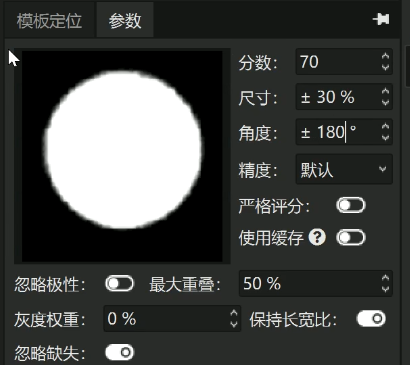 模板定位 参数
分数： 70
尺寸： ± 30 %
角度： ± 180 °
精度： 默认
严格评分：
使用缓存 ? ：
忽略极性： 最大重叠： 50 %
灰度权重： 0 % 保持长宽比：
忽略缺失：